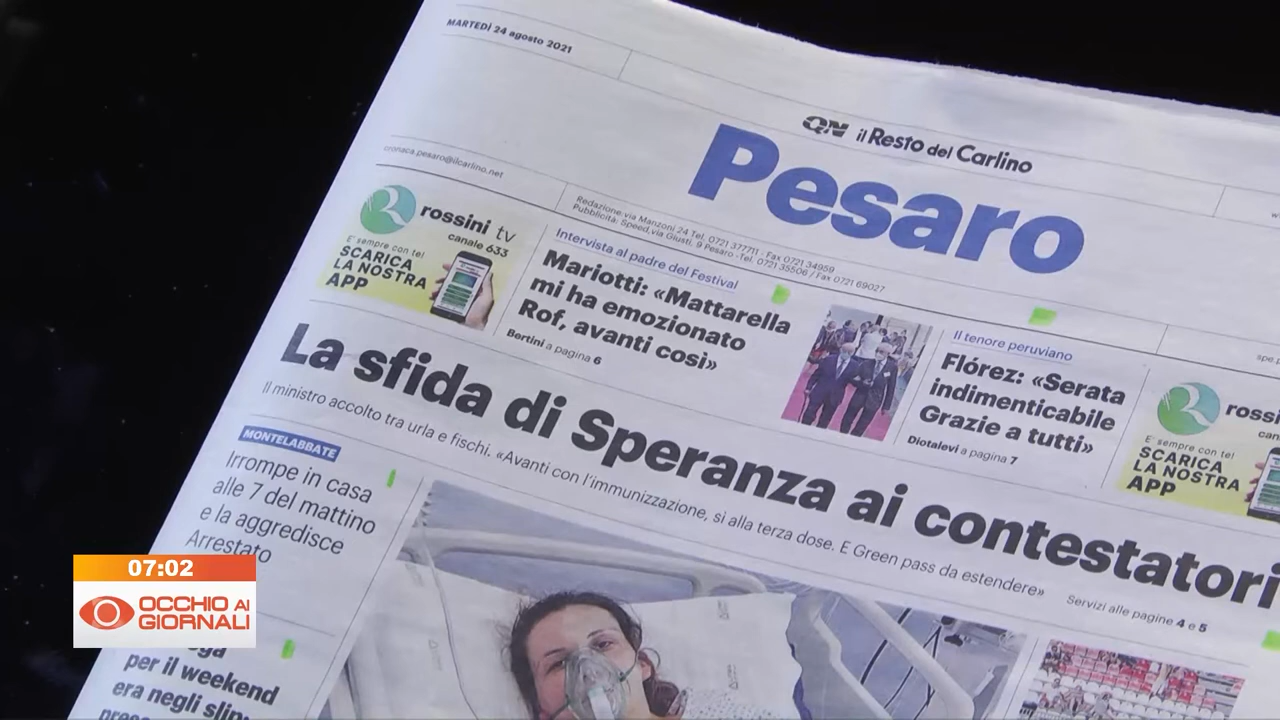 MARTEDÌ 24 agosto 2021
QN il Resto del Carlino
Pesaro
cronaca.pesaro@ilcarlino.net
Redazione: via Manzoni 24 Tel. 0721 377711 - Fax 0721 34959
Pubblicità: Speed, via Giusti, 9 Pesaro - Tel. 0721 35506 / Fax 0721 69027
rossini tv
canale 633
E' sempre con te!
SCARICA
LA NOSTRA
APP
Intervista al padre del Festival
Mariotti: «Mattarella
mi ha emozionato
Rof, avanti così»
Bertini a pagina 6
Il tenore peruviano
Flórez: «Serata
indimenticabile
Grazie a tutti»
Diotalevi a pagina 7
E' sempre con te!
SCARICA
LA NOSTRA
APP
La sfida di Speranza ai contestatori
Il ministro accolto tra urla e fischi. «Avanti con l'immunizzazione, sì alla terza dose. E Green pass da estendere»
Servizi alle pagine 4 e 5
MONTELABBATE
Irrompe in casa
alle 7 del mattino
e la aggredisce
Arrestato
per il weekend
era negli slip:
07:02
OCCHIO AI
GIORNALI